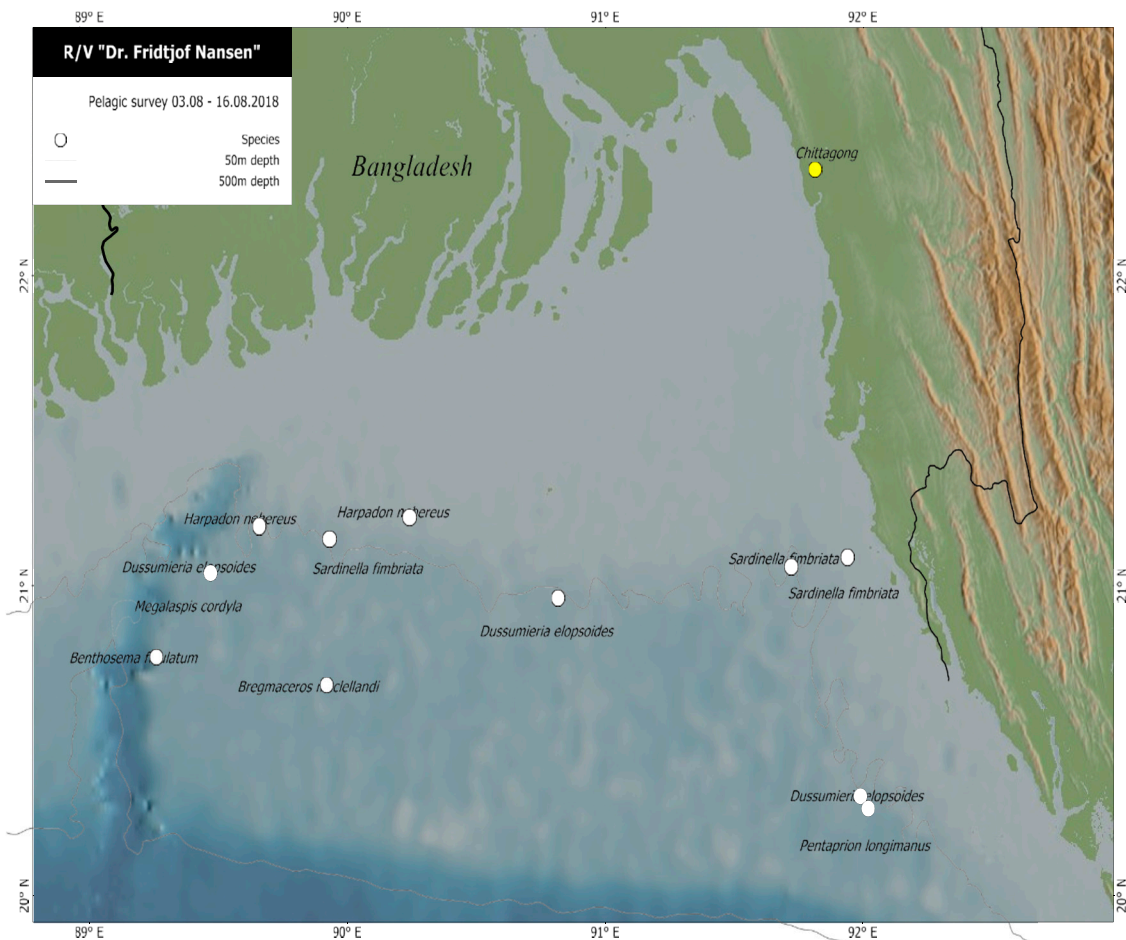 89° E 90° E 91° E 92° E
R/V "Dr. Fridtjof Nansen"
Pelagic survey 03.08 - 16.08.2018
Species
50m depth
500m depth
Chittagong
Bangladesh
22° N 22° N
Harpadon nehereus
Harpadon nehereus
Sardinella fimbriata
Dussumieria elopsoides
Sardinella fimbriata
Sardinella fimbriata
21° N 21° N
Megalaspis cordyla
Dussumieria elopsoides
Benthosema fibulatum
Bregmaceros mcclellandi
Dussumieria elopsoides
Pentaprion longimanus
20° N 20° N
89° E 90° E 91° E 92° E